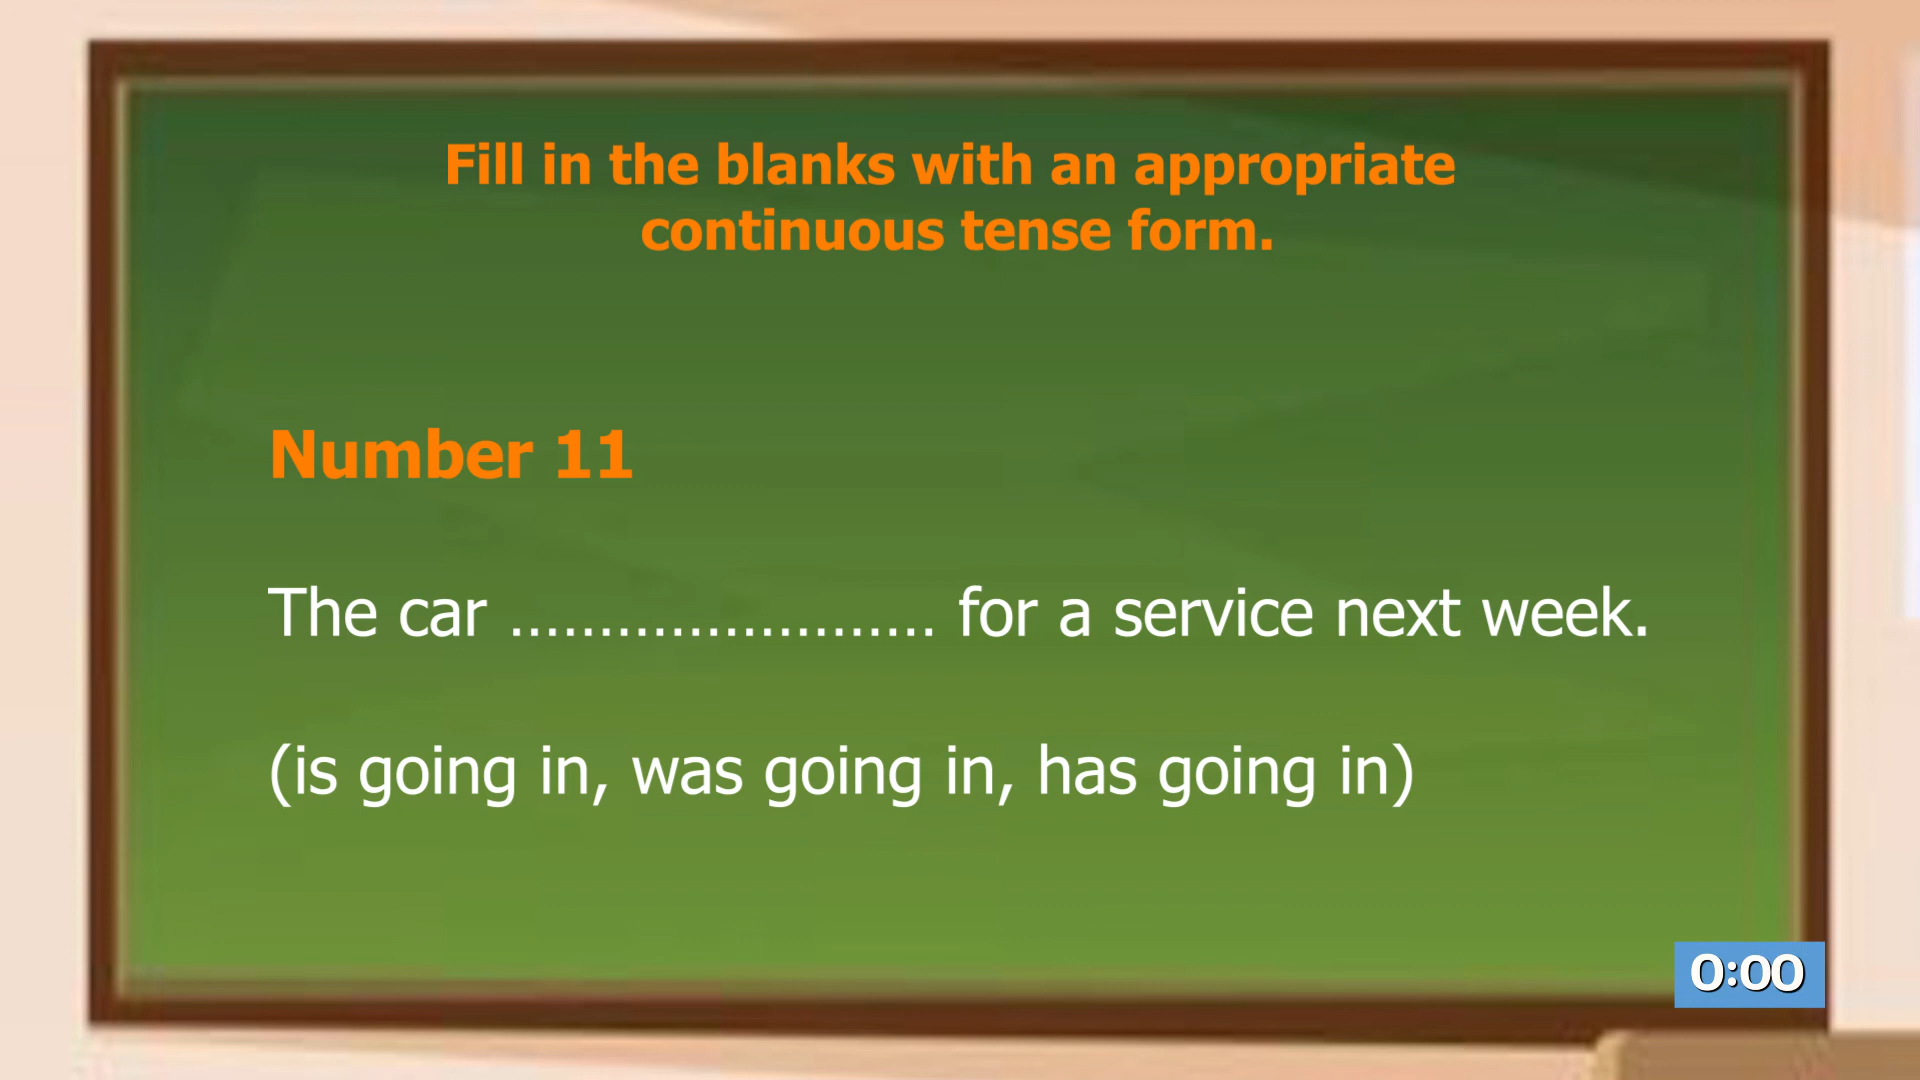 Fill in the blanks with an appropriate
continuous tense form.
Number 11
The car ........................ for a service next week.
(is going in, was going in, has going in)
0:00